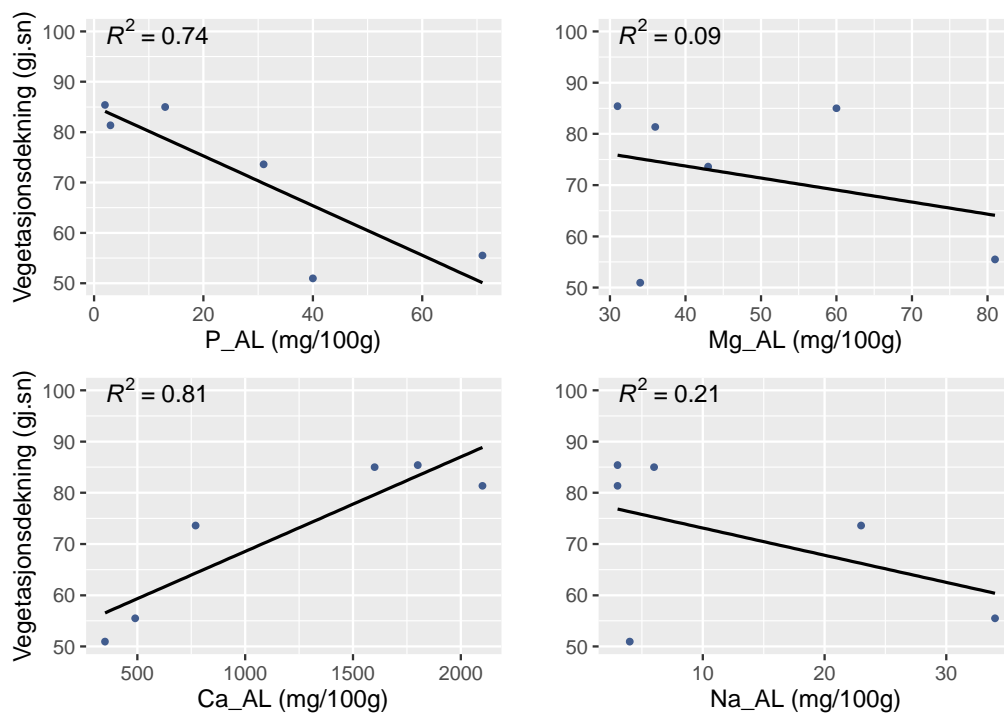 R² = 0.74
100
90
80
70
60
50
Vegetasjonsdekning (gj.sn)
0 20 40 60
P_AL (mg/100g)
R² = 0.09
100
90
80
70
60
50
30 40 50 60 70 80
Mg_AL (mg/100g)
R² = 0.81
100
90
80
70
60
50
Vegetasjonsdekning (gj.sn)
500 1000 1500 2000
Ca_AL (mg/100g)
R² = 0.21
100
90
80
70
60
50
10 20 30
Na_AL (mg/100g)